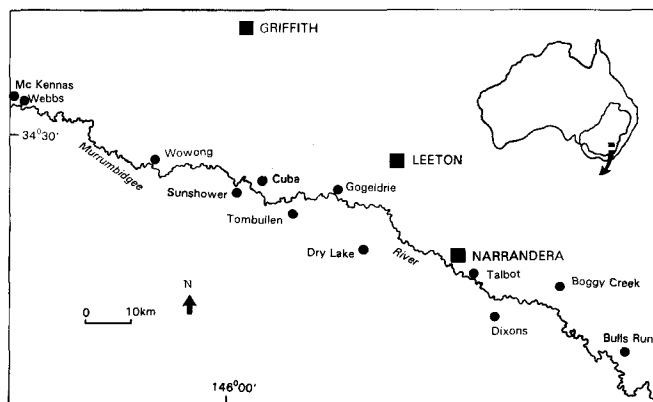 GRIFFITH
Mc Kennas
Webbs
34°30'
Murrumbidgee
Wowong
LEETON
Cuba
Gogeidrie
Sunshower
Tombullen
Dry Lake
River
NARRANDERA
Talbot
Boggy Creek
N
0 10km
Dixons
Bulls Run
146°00'